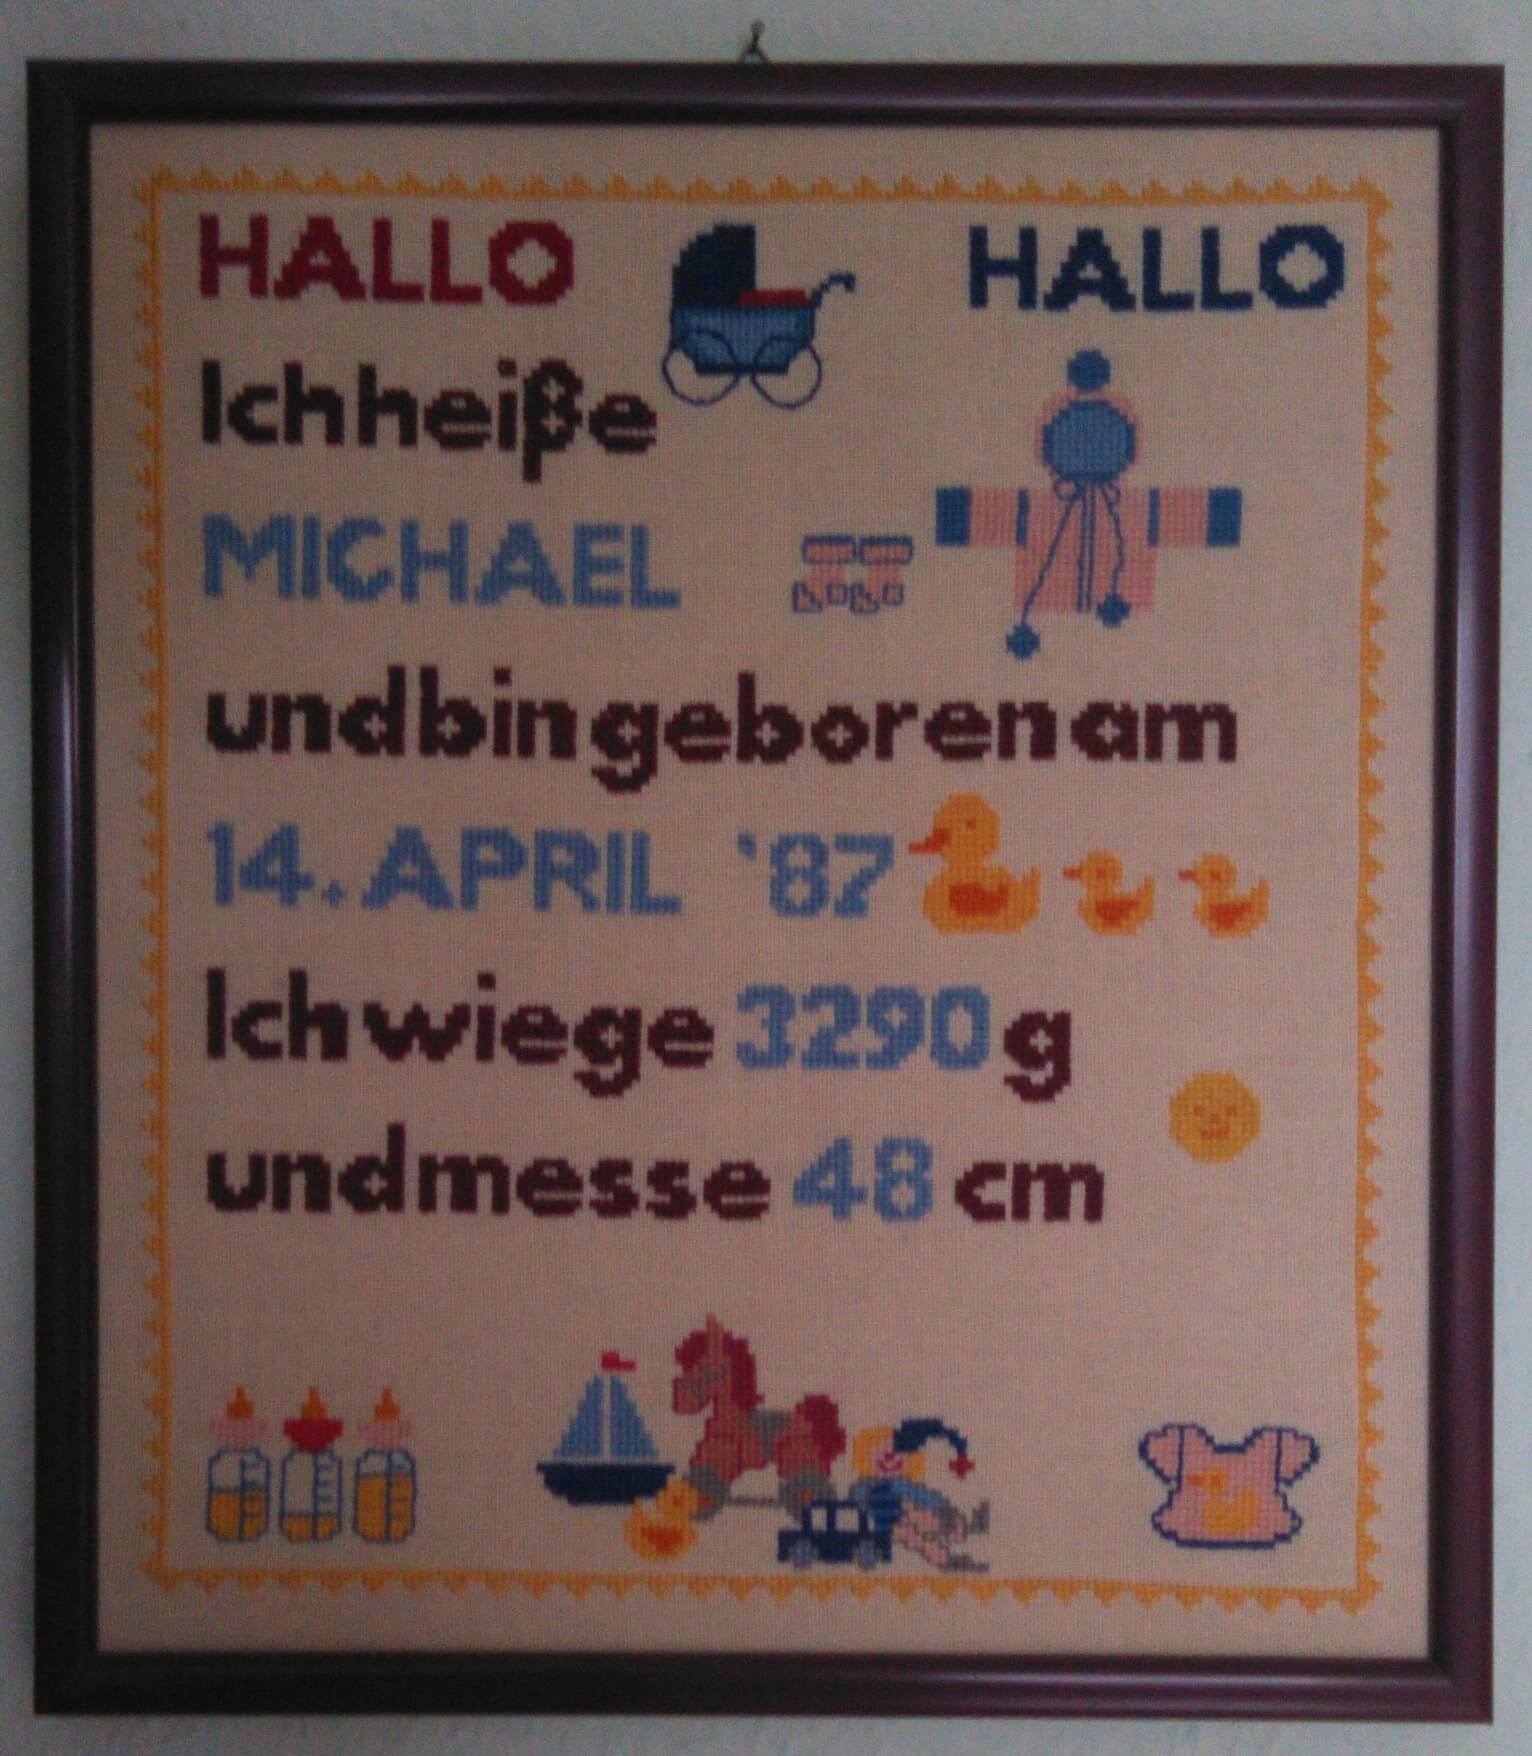 HALLO HALLO
Ich heiße
MICHAEL
und bin geboren am
14. APRIL '87
Ich wiege 3290 g
und messe 48 cm